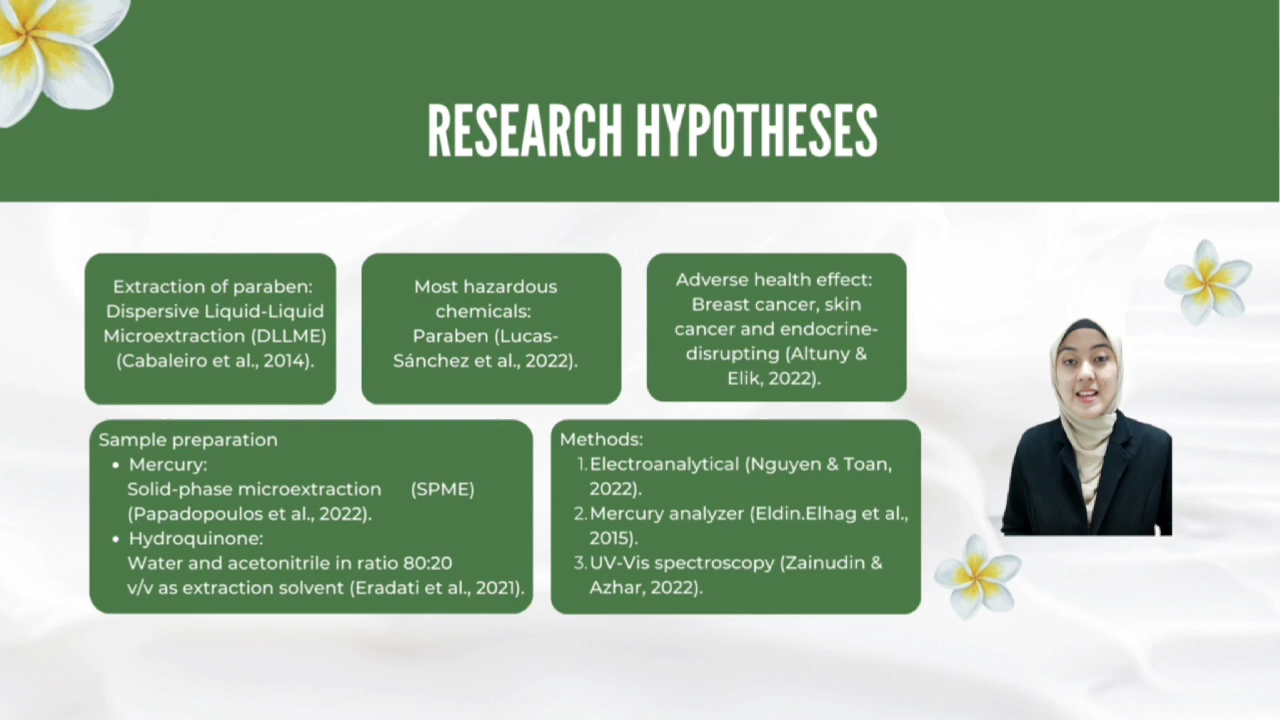 RESEARCH HYPOTHESES
Extraction of paraben:
Dispersive Liquid-Liquid
Microextraction (DLLME)
(Cabaleiro et al., 2014).
Most hazardous
chemicals:
Paraben (Lucas-
Sánchez et al., 2022).
Adverse health effect:
Breast cancer, skin
cancer and endocrine-
disrupting (Altuny &
Elik, 2022).
Sample preparation
• Mercury:
Solid-phase microextraction (SPME)
(Papadopoulos et al., 2022).
• Hydroquinone:
Water and acetonitrile in ratio 80:20
v/v as extraction solvent (Eradati et al., 2021).
Methods:
1. Electroanalytical (Nguyen & Toan,
2022).
2. Mercury analyzer (Eldin.Elhag et al.,
2015).
3. UV-Vis spectroscopy (Zainudin &
Azhar, 2022).